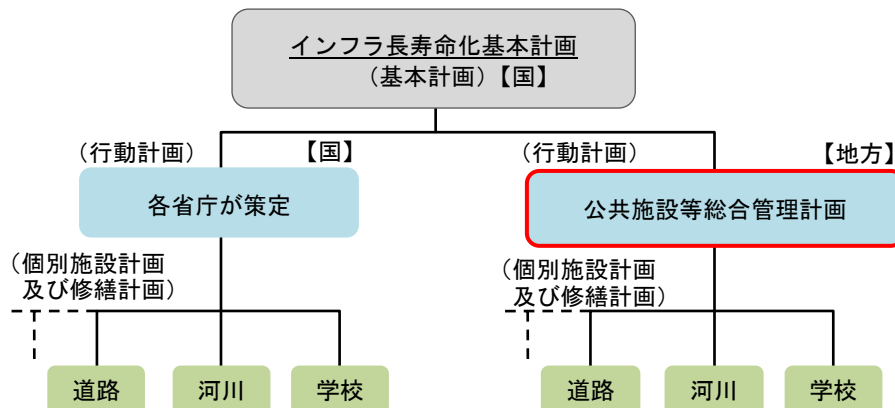 インフラ長寿命化基本計画
(基本計画)【国】
(行動計画)
【国】
(行動計画)
【地方】
各省庁が策定
公共施設等総合管理計画
(個別施設計画
及び修繕計画)
(個別施設計画
及び修繕計画)
道路
河川
学校
道路
河川
学校